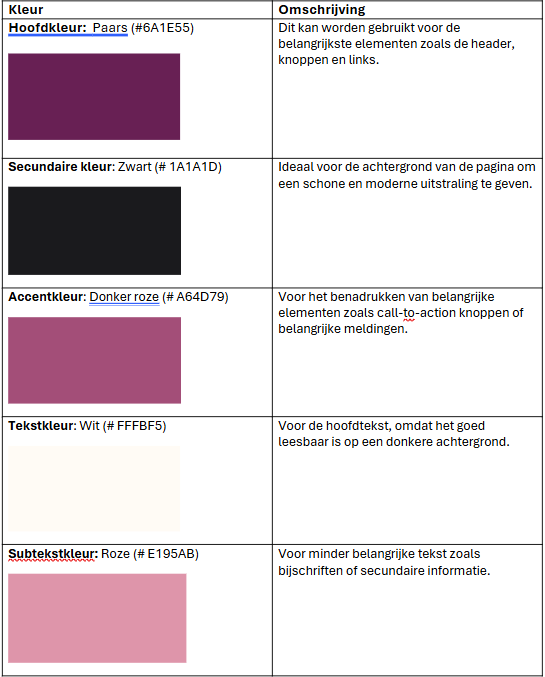 Kleur
Omschrijving
Hoofdkleur:  Paars (#6A1E55)
Dit kan worden gebruikt voor de
belangrijkste elementen zoals de header,
knoppen en links.
Secundaire kleur: Zwart (# 1A1A1D)
Ideaal voor de achtergrond van de pagina om
een schone en moderne uitstraling te geven.
Accentkleur: Donker roze (# A64D79)
Voor het benadrukken van belangrijke
elementen zoals call-to-action knoppen of
belangrijke meldingen.
Tekstkleur: Wit (# FFFBF5)
Voor de hoofdtekst, omdat het goed
leesbaar is op een donkere achtergrond.
Subtekstkleur: Roze (# E195AB)
Voor minder belangrijke tekst zoals
bijschriften of secundaire informatie.